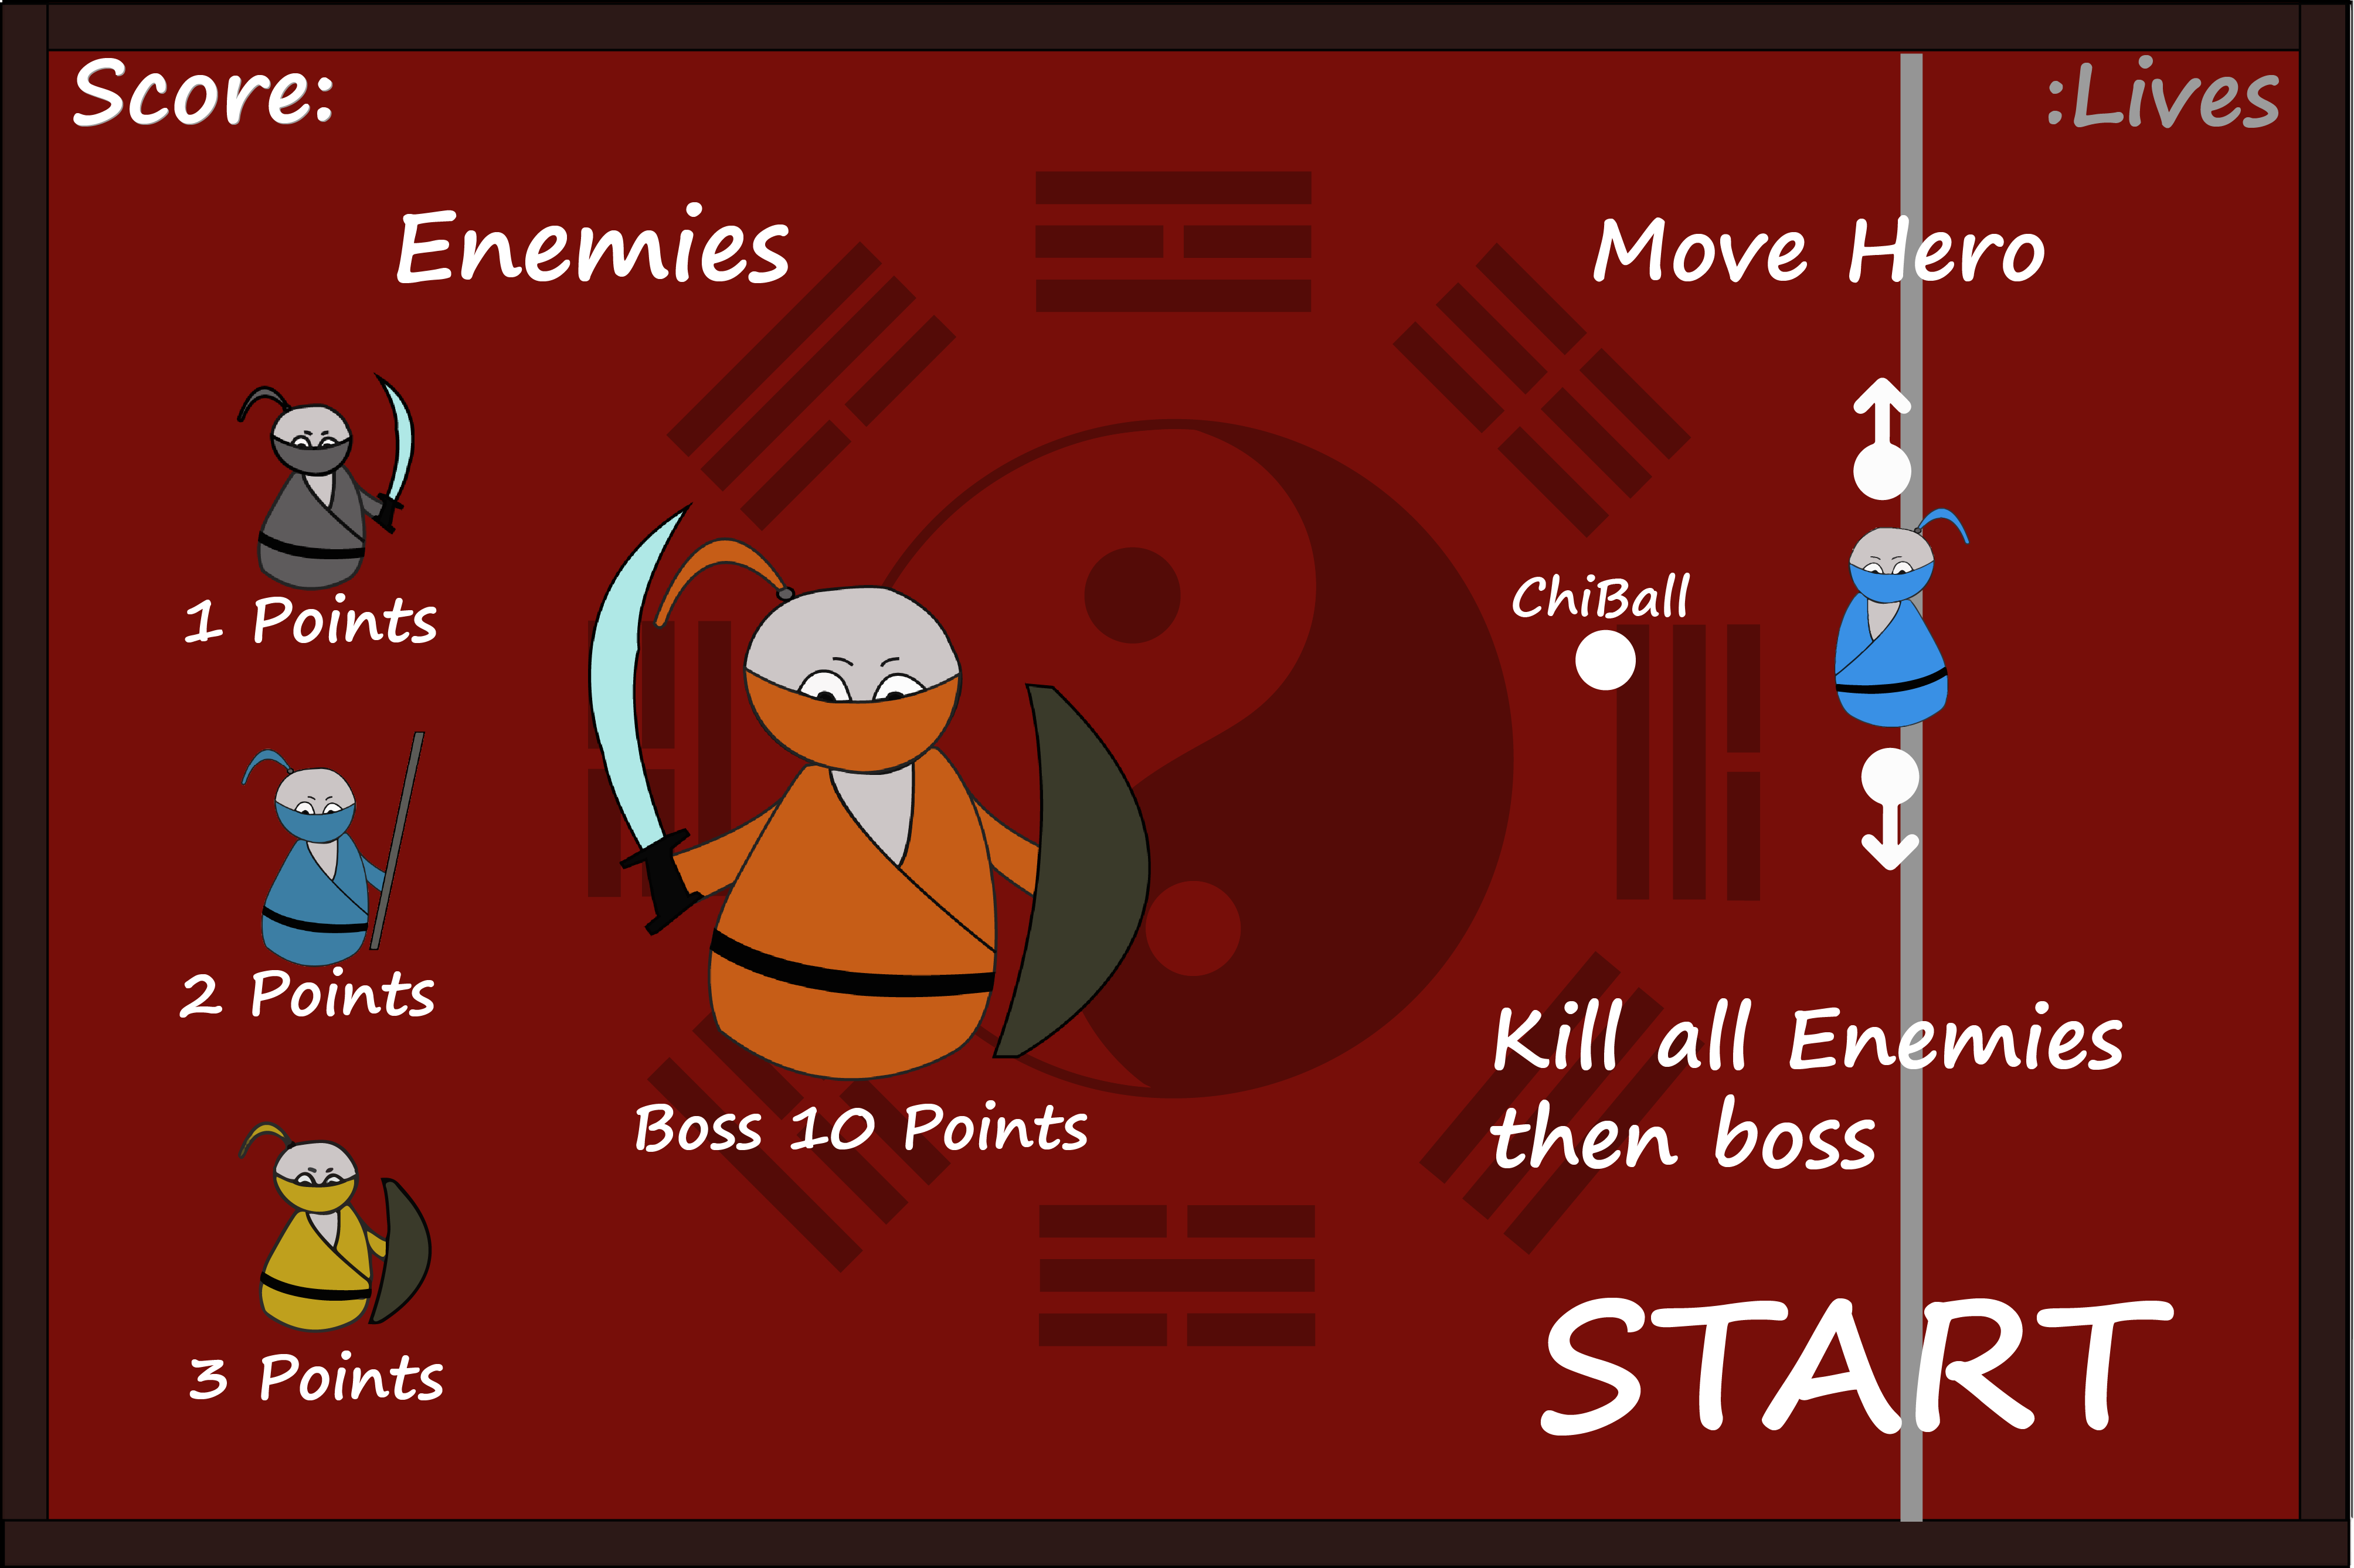 Score:
:Lives
Enemies
Move Hero
1 Points
ChiBall
2 Points
Boss 10 Points
3 Points
Kill all Enemies
then boss
START